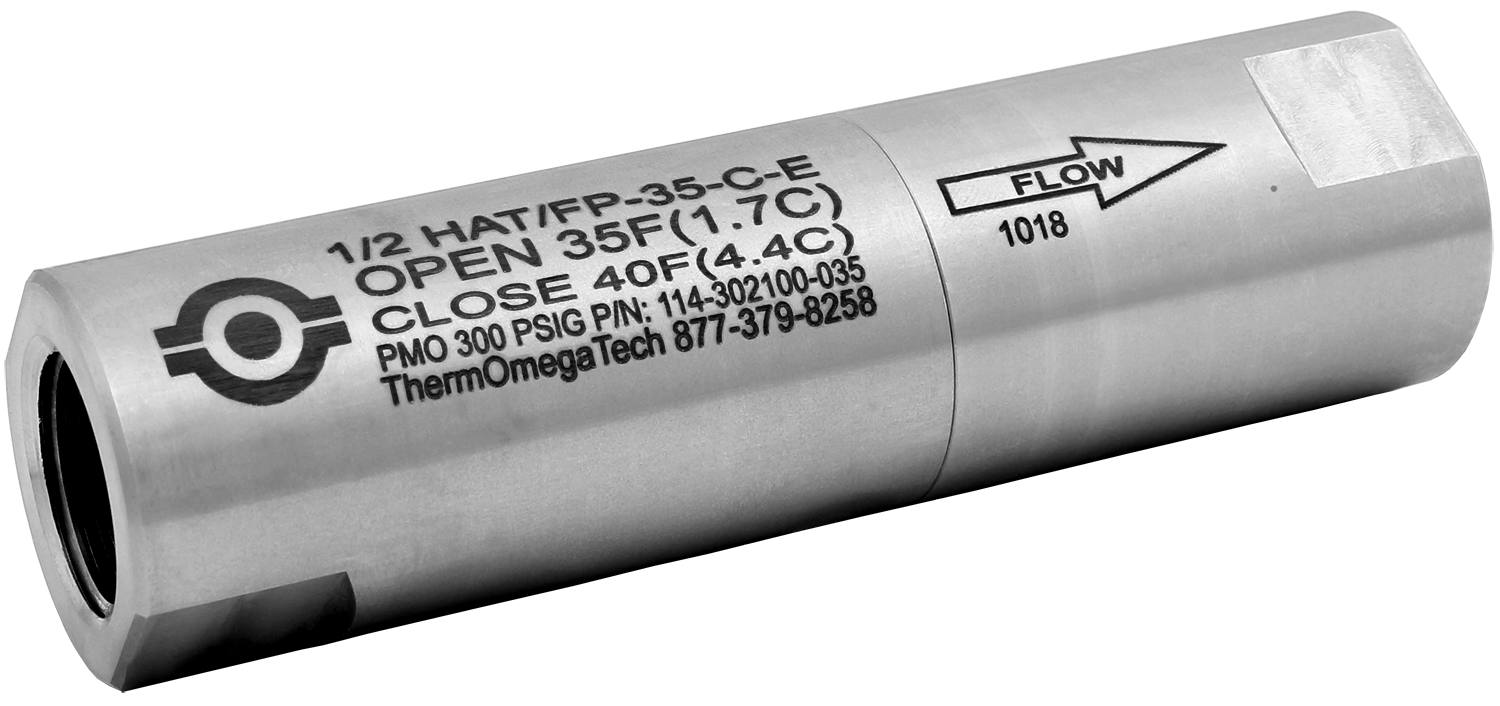 1/2 HAT/FP-35-C-E
OPEN 35F(1.7C)
CLOSE 40F(4.4C)
PMO 300 PSIG P/N: 114-302100-035
ThermOmegaTech 877-379-8258
FLOW
1018